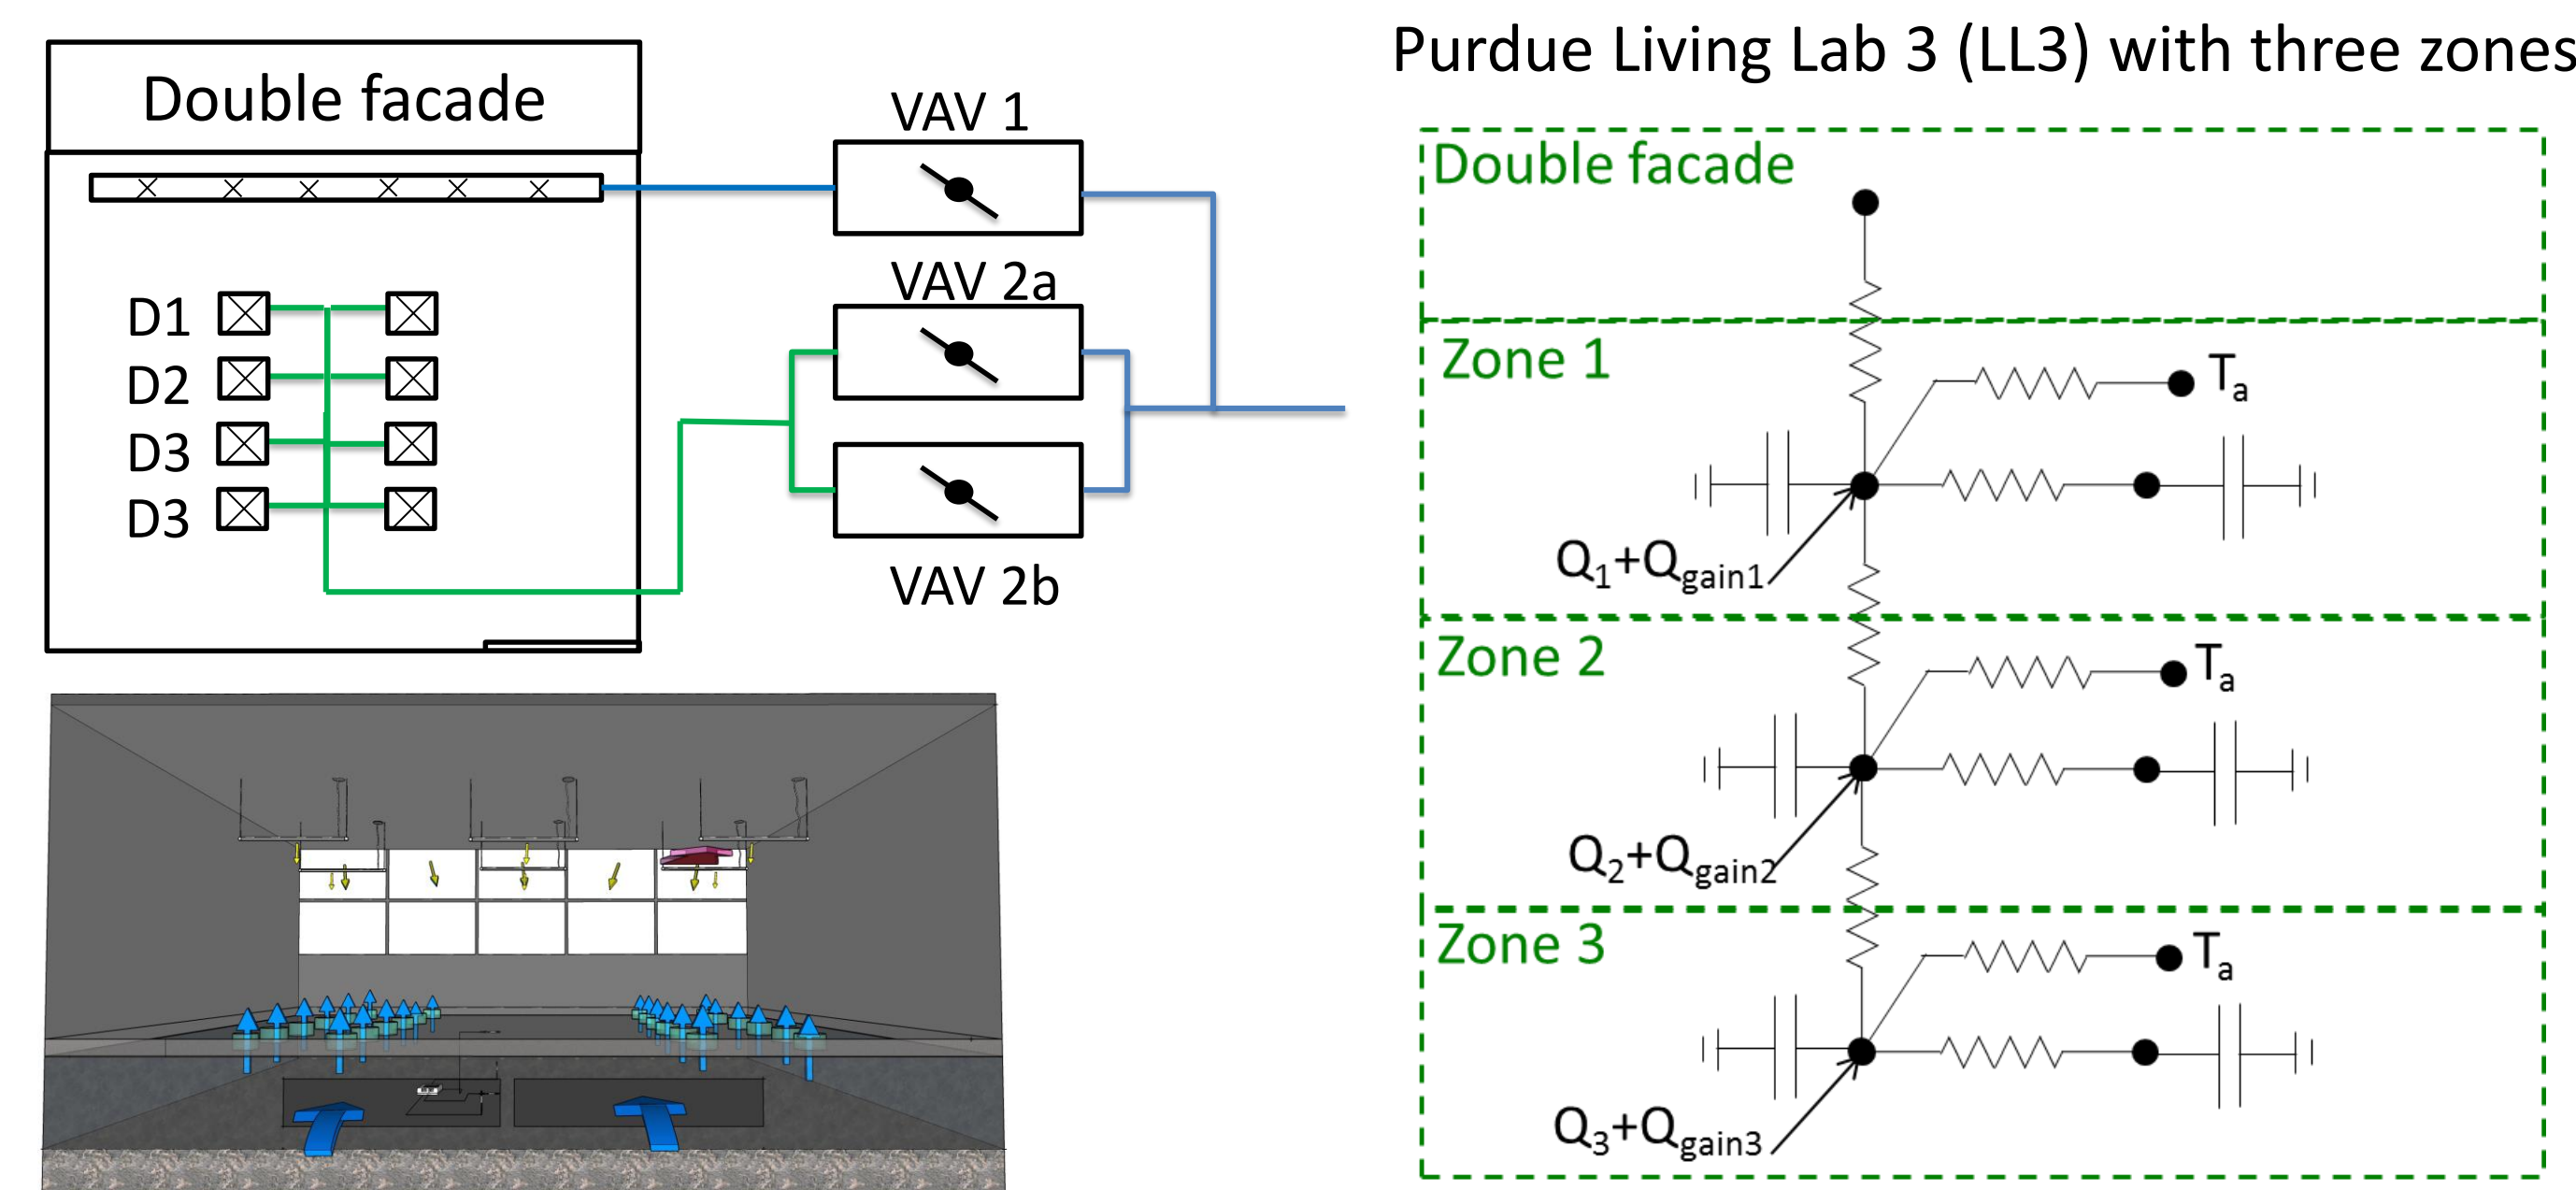 Purdue Living Lab 3 (LL3) with three zones
Double facade
VAV 1
VAV 2a
VAV 2b
D1
D2
D3
D3
Double facade
Zone 1
Ta
Q1+Qgain1
Zone 2
Ta
Q2+Qgain2
Zone 3
Ta
Q3+Qgain3